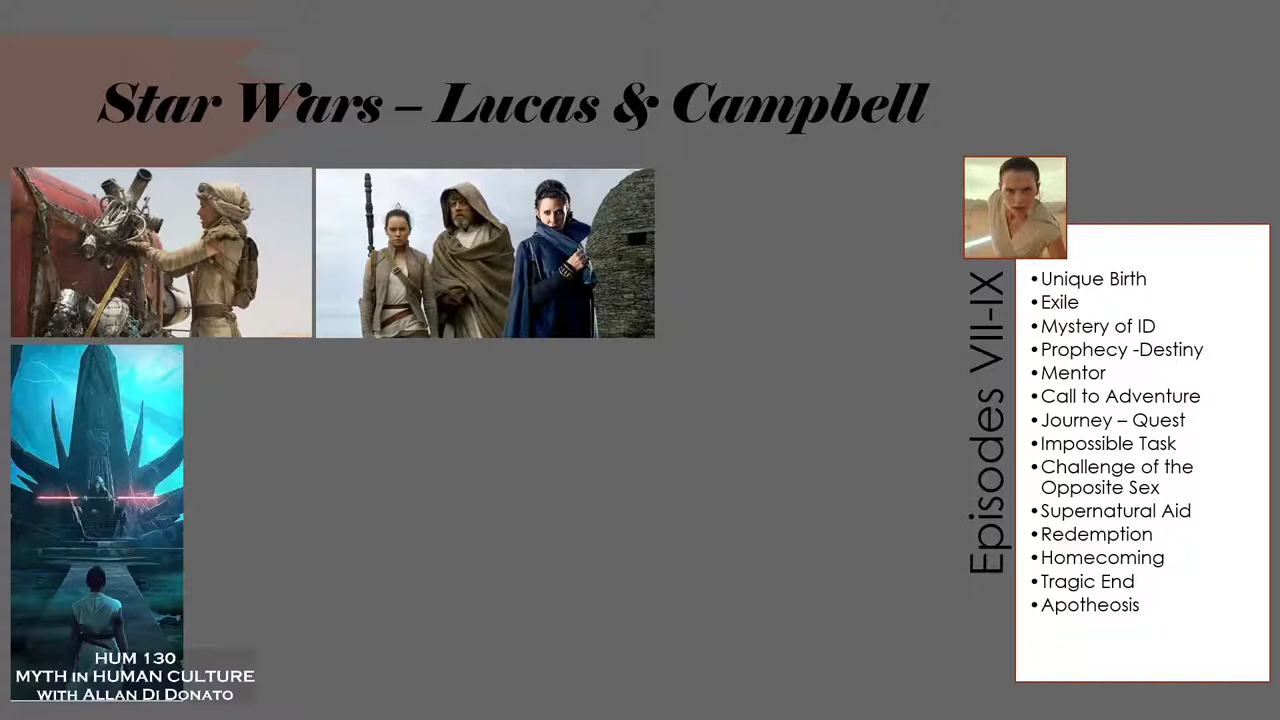 Star Wars – Lucas & Campbell
Episodes VII-IX
•Unique Birth
•Exile
•Mystery of ID
•Prophecy -Destiny
•Mentor
•Call to Adventure
•Journey – Quest
•Impossible Task
•Challenge of the
Opposite Sex
•Supernatural Aid
•Redemption
•Homecoming
•Tragic End
•Apotheosis
HUM 130
MYTH in HUMAN CULTURE
WITH ALLAN DI DONATO